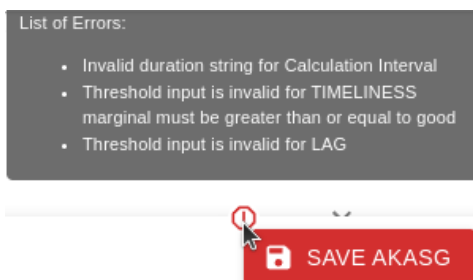 List of Errors:
Invalid duration string for Calculation Interval
Threshold input is invalid for TIMELINESS
marginal must be greater than or equal to good
Threshold input is invalid for LAG
SAVE AKASG